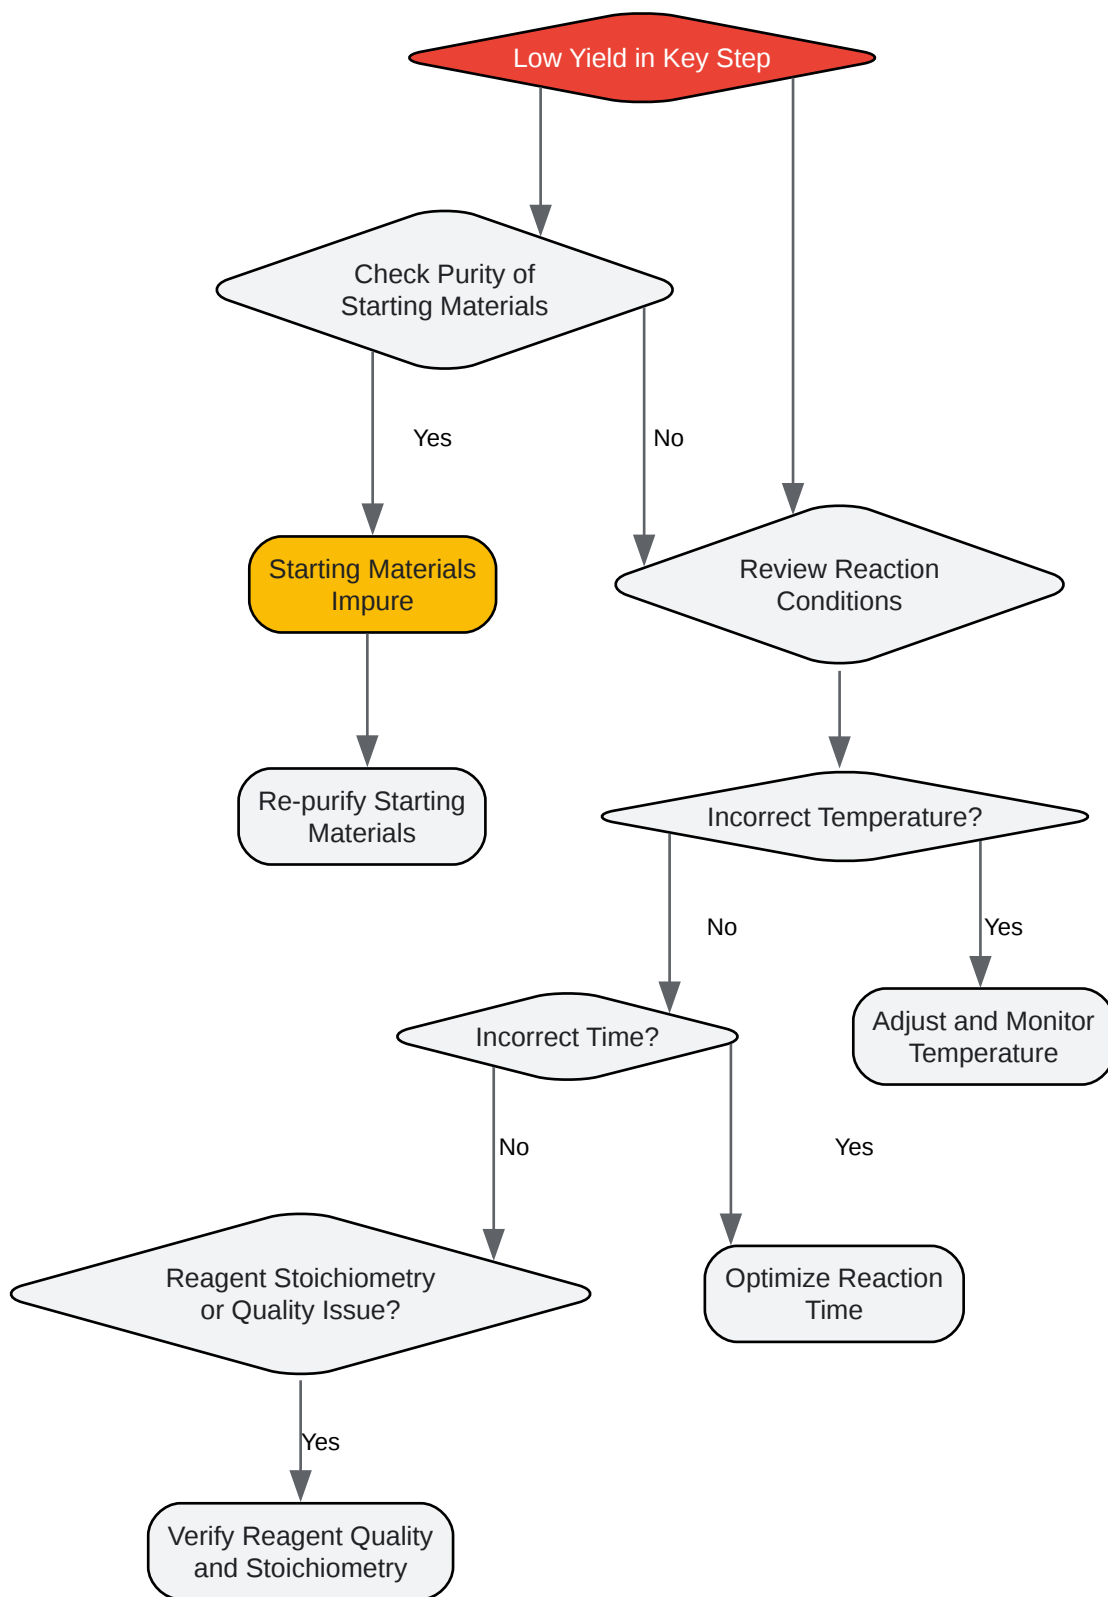 Low Yield in Key Step
Check Purity of
Starting Materials
Yes
No
Starting Materials
Impure
Review Reaction
Conditions
Re-purify Starting
Materials
Incorrect Temperature?
No
Yes
Incorrect Time?
Adjust and Monitor
Temperature
No
Yes
Reagent Stoichiometry
or Quality Issue?
Optimize Reaction
Time
Yes
Verify Reagent Quality
and Stoichiometry